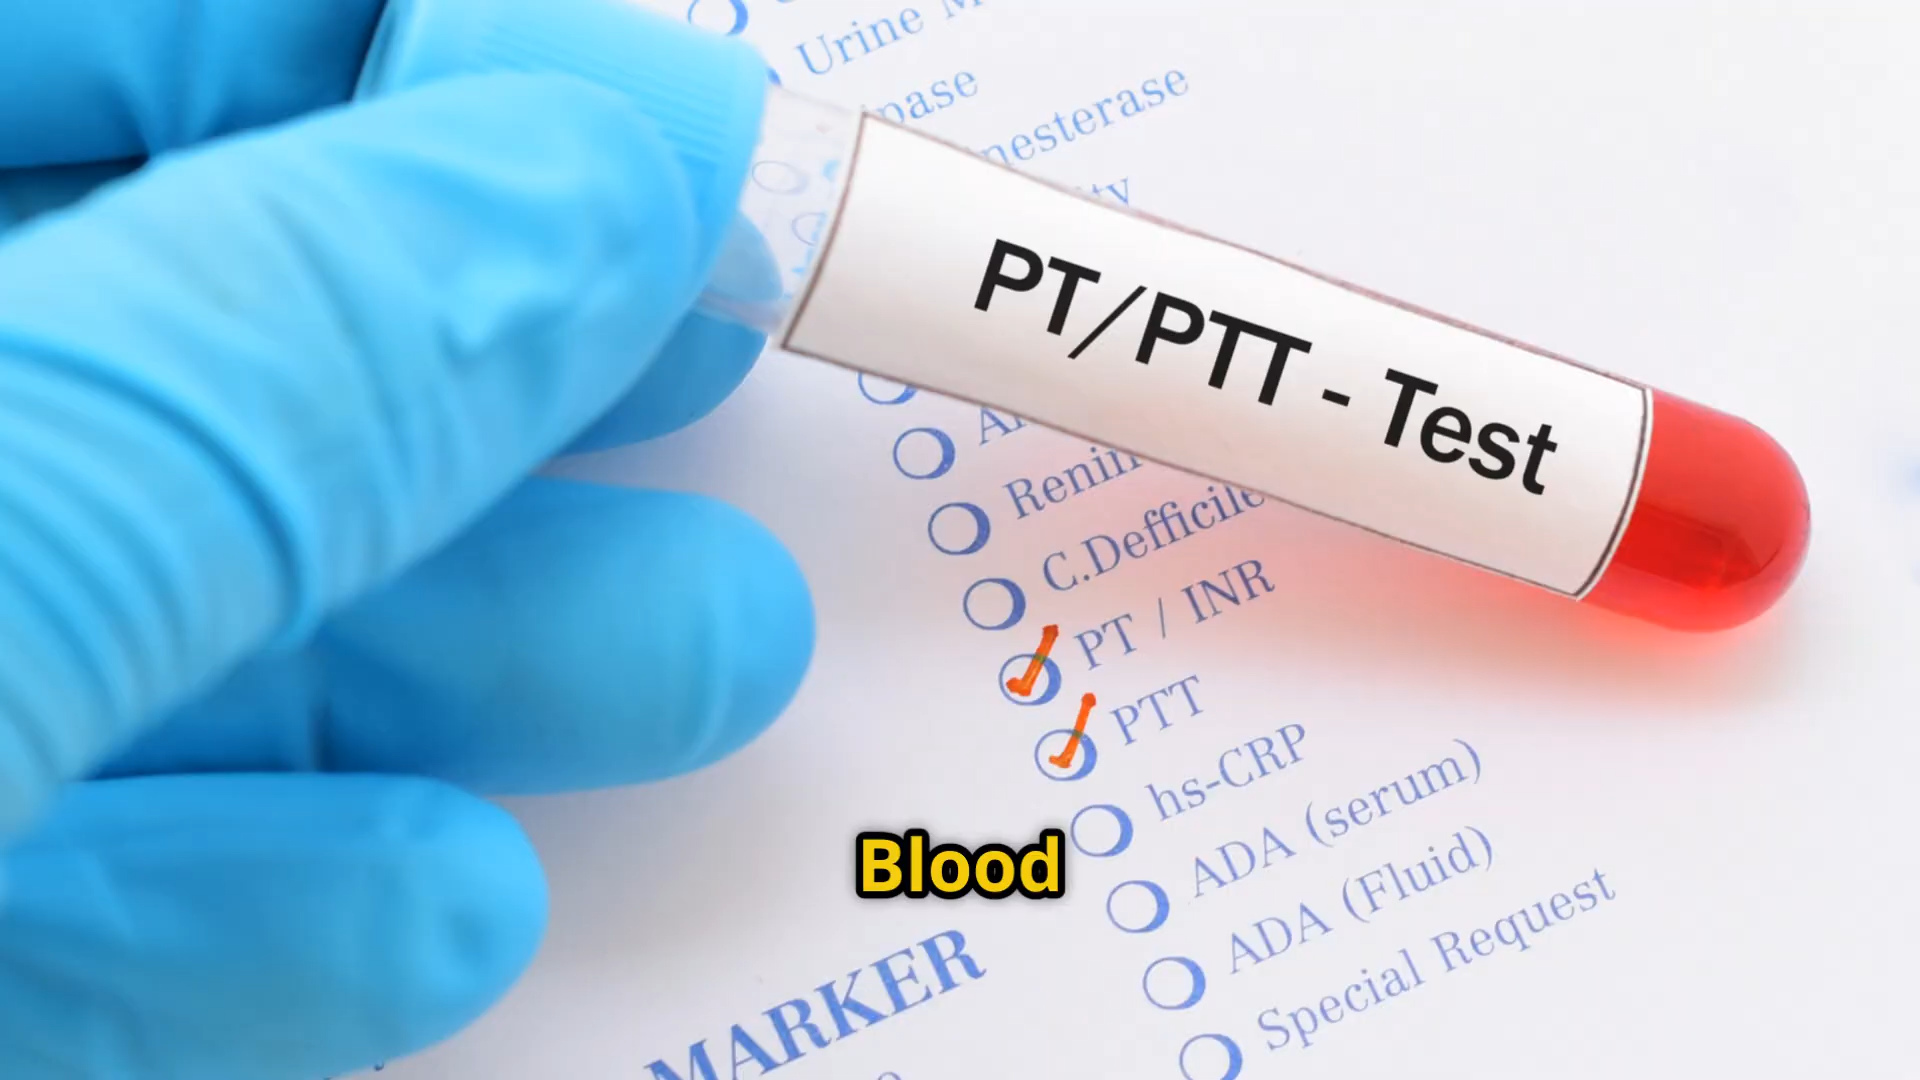 Urine
nesterase
PT/PTT - Test
Renin
C.Defficile
PT / INR
PTT
hs-CRP
Blood
ADA (serum)
ADA (Fluid)
Special Request
MARKER